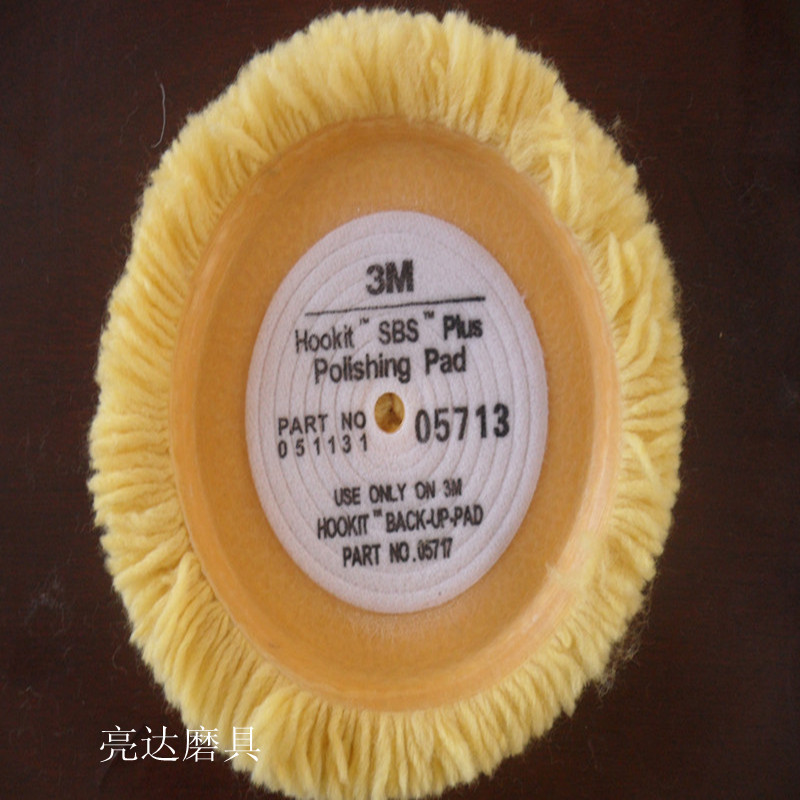 3M
Hookit™ SBS™ Plus
Polishing Pad
PART NO
051131
05713
USE ONLY ON 3M
HOOKIT™ BACK-UP-PAD
PART NO. 05717
亮达磨具